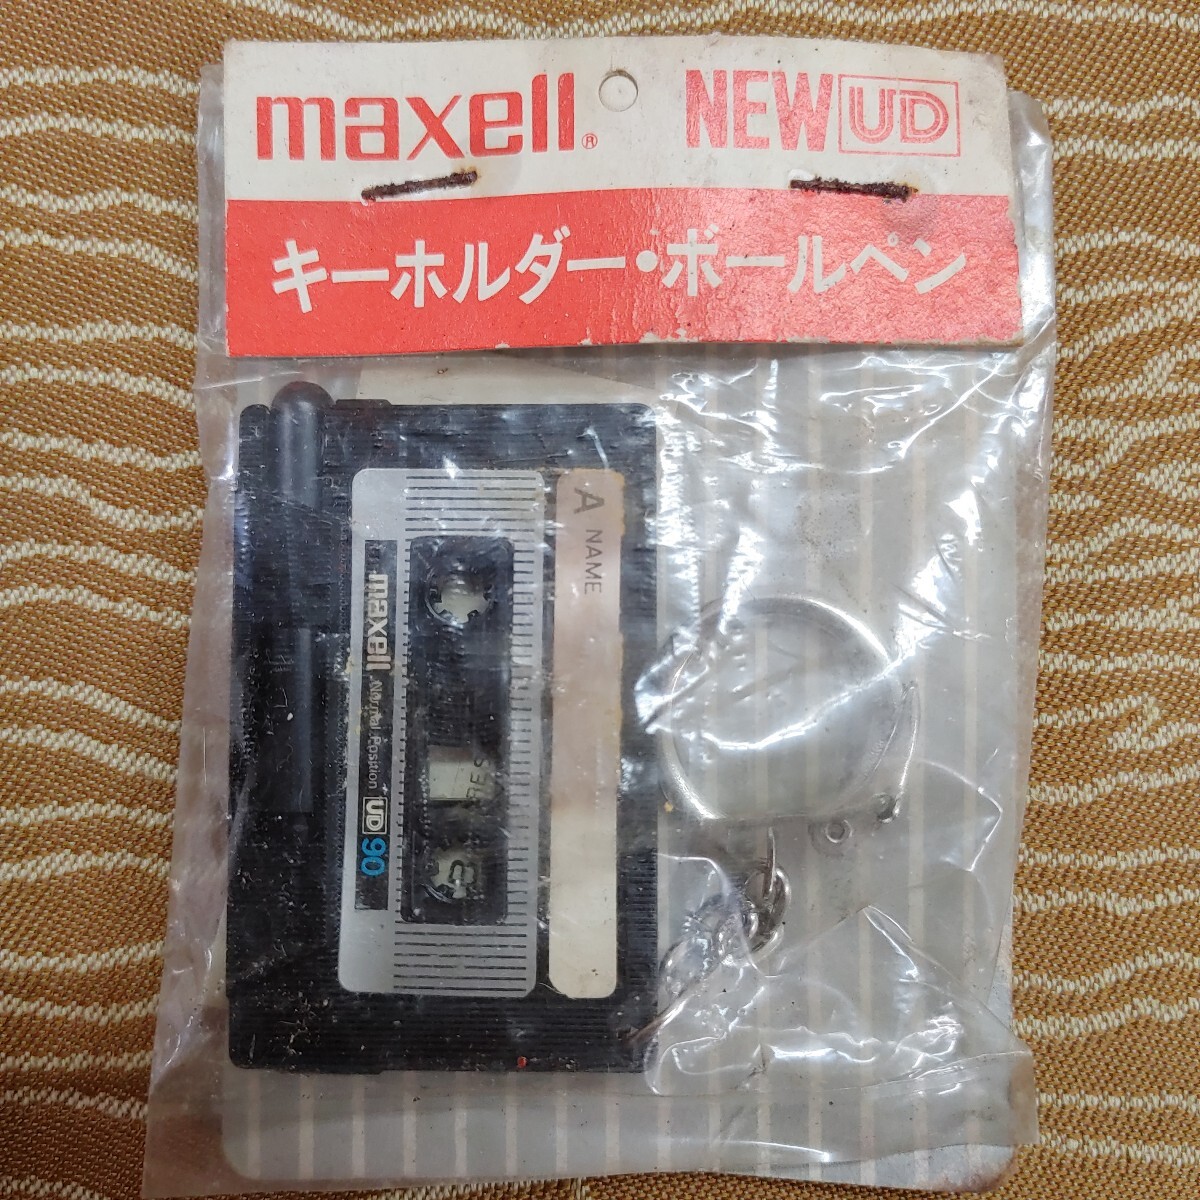 maxell® NEW UD
キーホルダー・ボールペン
A NAME
maxell Normal Position UD 90